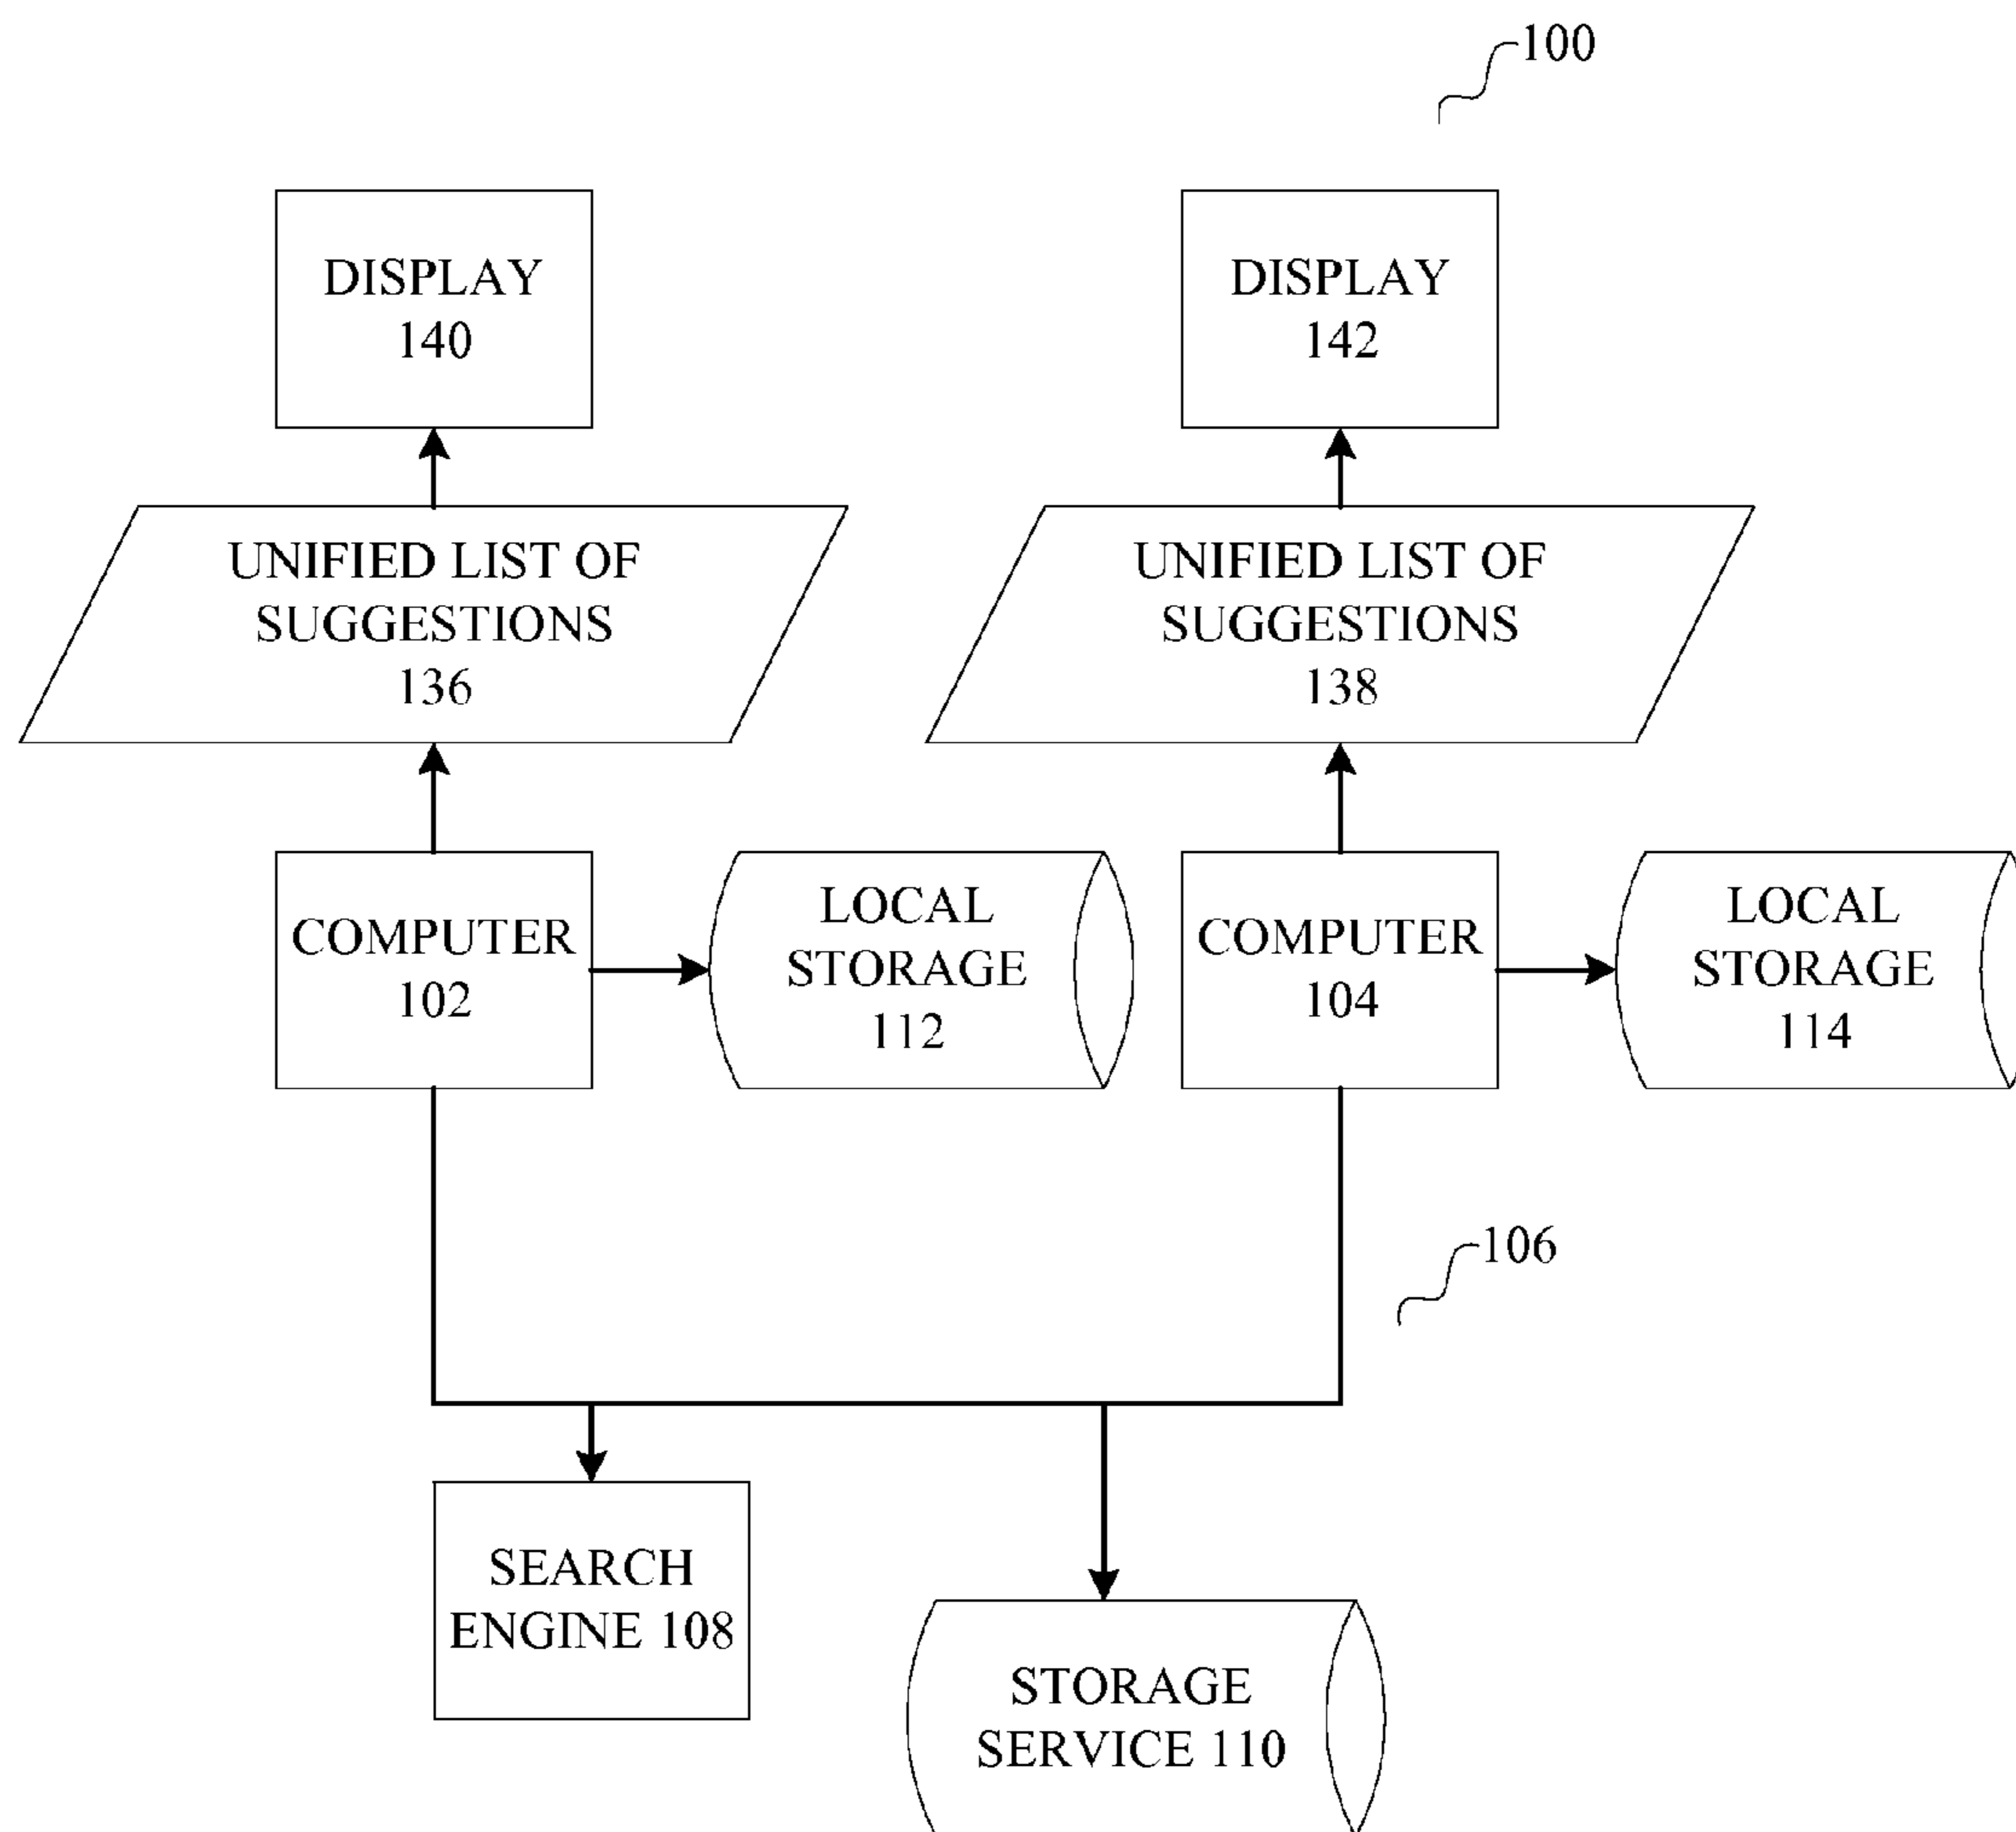 100
DISPLAY
140
DISPLAY
142
UNIFIED LIST OF
SUGGESTIONS
136
UNIFIED LIST OF
SUGGESTIONS
138
COMPUTER
102
LOCAL
STORAGE
112
COMPUTER
104
LOCAL
STORAGE
114
106
SEARCH
ENGINE 108
STORAGE
SERVICE 110